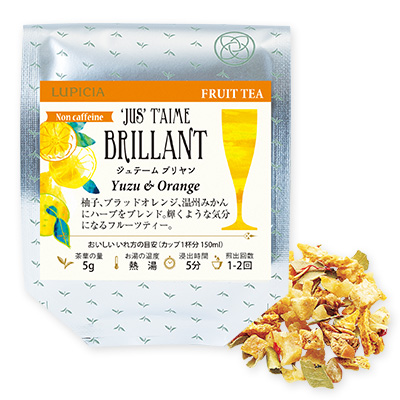 LUPICIA
FRUIT TEA
Non caffeine
'JUS' T'AIME
BRILLANT
ジュテーム ブリヤン
Yuzu & Orange
柚子、ブラッドオレンジ、温州みかん
にハーブをブレンド。輝くような気分
になるフルーツティー。
おいしい いれ方の目安（カップ1杯分 150ml）
茶葉の量 お湯の温度 浸出時間 煎出回数
5g 熱湯 5分 1-2回